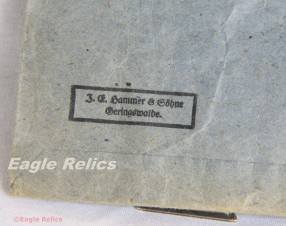 J. E. Hammer & Söhne
Geringswalde.
Eagle Relics
©Eagle Relics